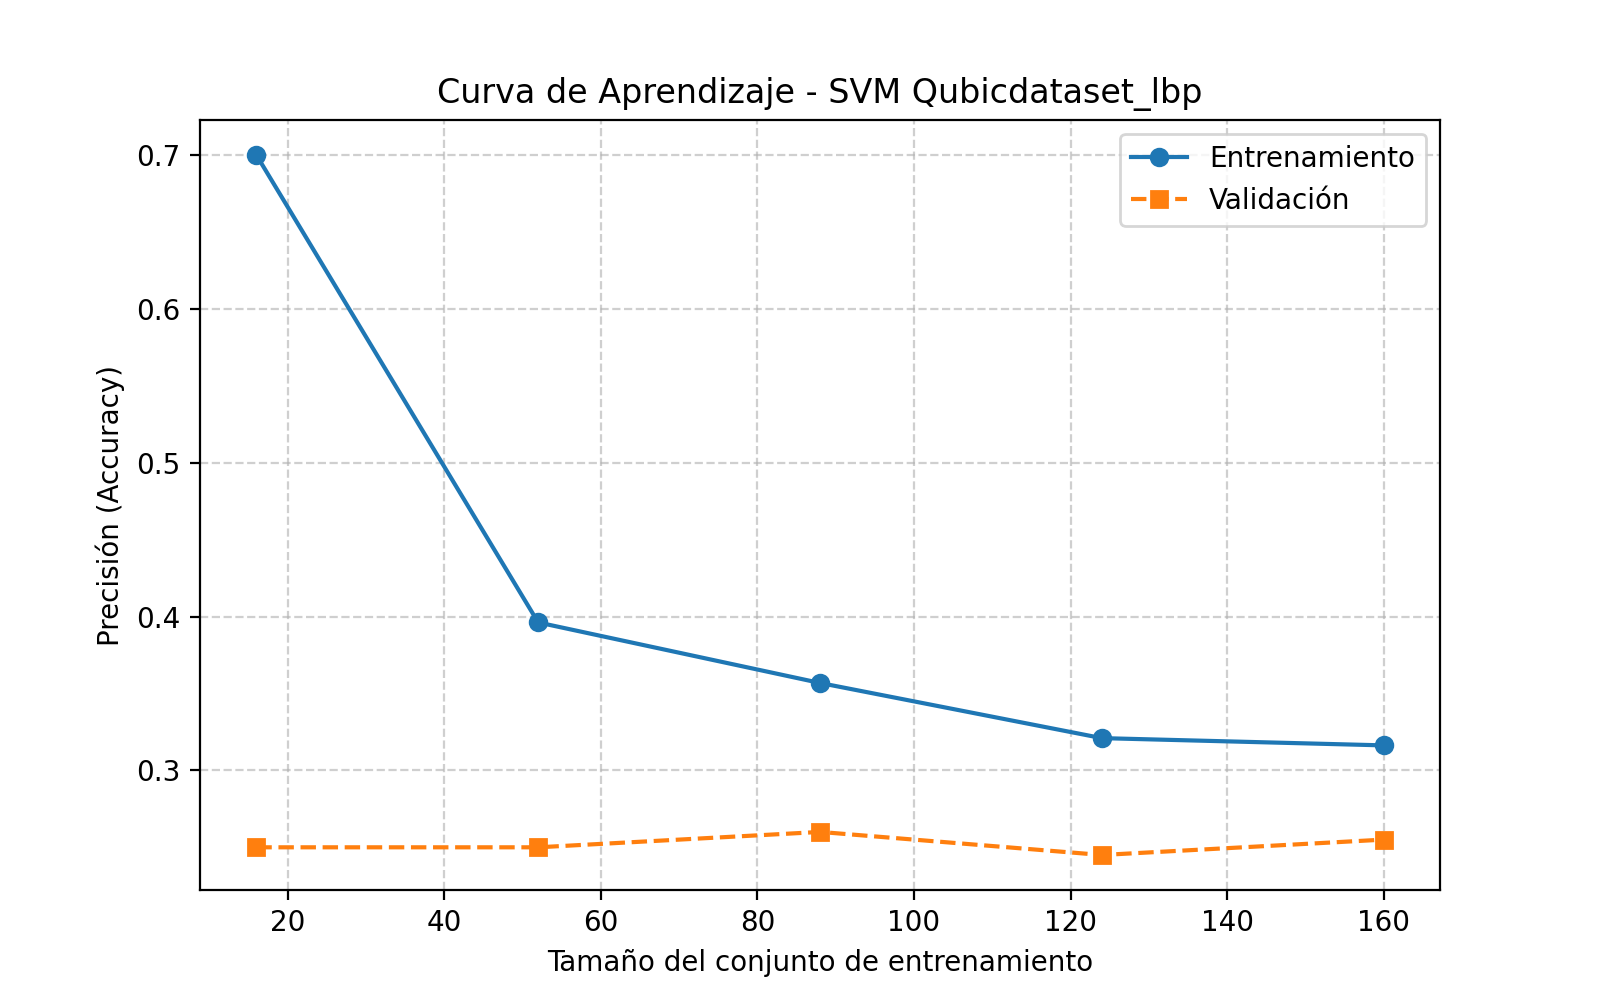 Curva de Aprendizaje - SVM Qubicdataset_lbp
Entrenamiento
Validación
Precisión (Accuracy)
0.7
0.6
0.5
0.4
0.3
20 40 60 80 100 120 140 160
Tamaño del conjunto de entrenamiento